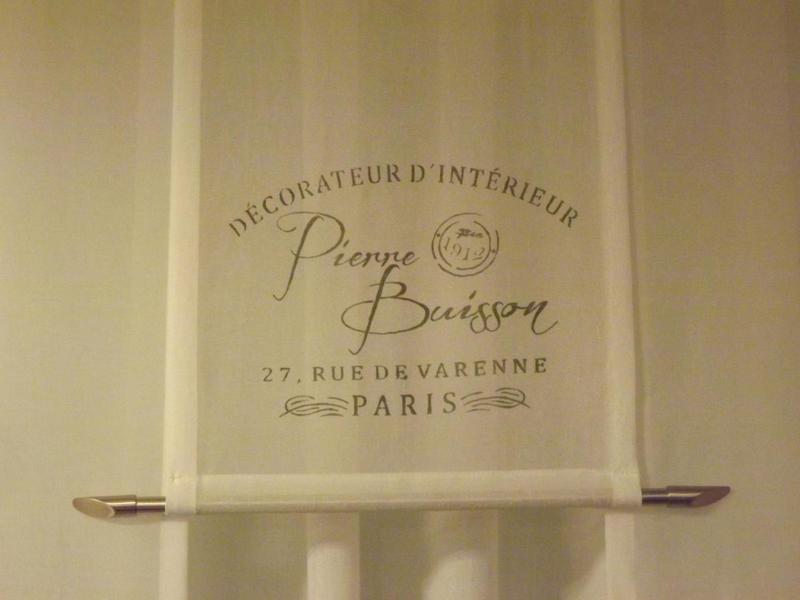 DÉCORATEUR D´INTÉRIEUR
Pierre
1912
Buisson
27, RUE DE VARENNE
PARIS